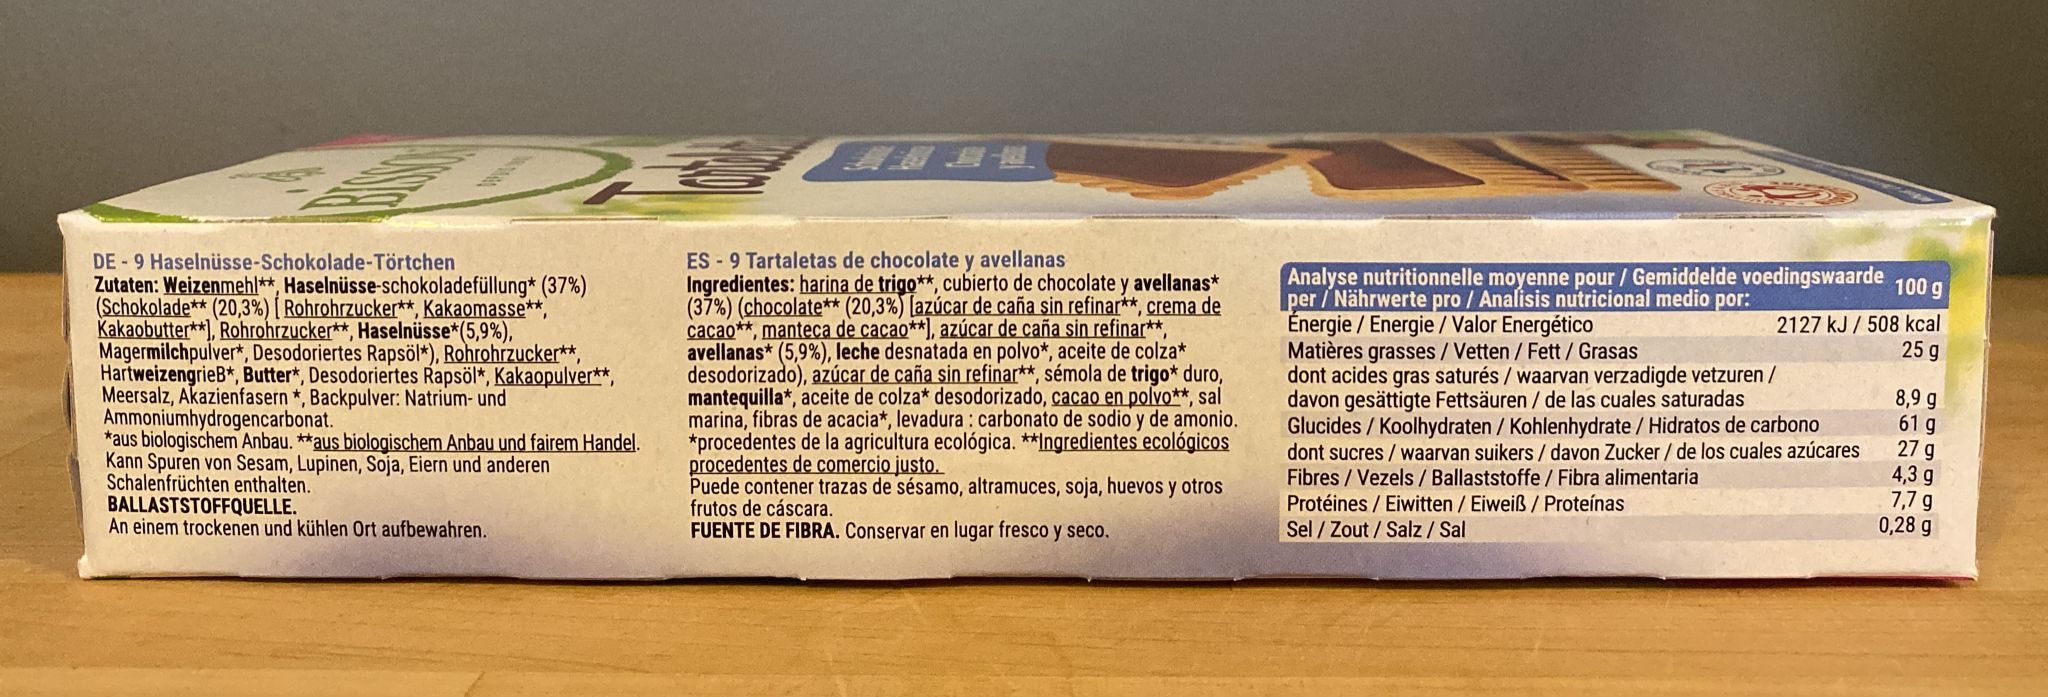 BISSON
DE - 9 Haselnüsse-Schokolade-Törtchen
Zutaten: Weizenmehl**, Haselnüsse-schokoladefüllung* (37%)
(Schokolade** (20,3%) [ Rohrohrzucker**, Kakaomasse**,
Kakaobutter**], Rohrohrzucker**, Haselnüsse*(5,9%),
Magermilchpulver*, Desodoriertes Rapsöl*), Rohrohrzucker**,
HartweizengrieB*, Butter*, Desodoriertes Rapsöl*, Kakaopulver**,
Meersalz, Akazienfasern *, Backpulver: Natrium- und
Ammoniumhydrogencarbonat.
*aus biologischem Anbau. **aus biologischem Anbau und fairem Handel.
Kann Spuren von Sesam, Lupinen, Soja, Eiern und anderen
Schalenfrüchten enthalten.
BALLASTSTOFFQUELLE.
An einem trockenen und kühlen Ort aufbewahren.
ES - 9 Tartaletas de chocolate y avellanas
Ingredientes: harina de trigo**, cubierto de chocolate y avellanas*
(37%) (chocolate** (20,3%) [azúcar de caña sin refinar**, crema de
cacao**, manteca de cacao**], azúcar de caña sin refinar**,
avellanas* (5,9%), leche desnatada en polvo*, aceite de colza*
desodorizado), azúcar de caña sin refinar**, sémola de trigo* duro,
mantequilla*, aceite de colza* desodorizado, cacao en polvo**, sal
marina, fibras de acacia*, levadura : carbonato de sodio y de amonio.
*procedentes de la agricultura ecológica. **Ingredientes ecológicos
procedentes de comercio justo.
Puede contener trazas de sésamo, altramuces, soja, huevos y otros
frutos de cáscara.
FUENTE DE FIBRA. Conservar en lugar fresco y seco.
Analyse nutritionnelle moyenne pour / Gemiddelde voedingswaarde
per / Nährwerte pro / Analisis nutricional medio por: 100 g
Énergie / Energie / Valor Energético 2127 kJ / 508 kcal
Matières grasses / Vetten / Fett / Grasas 25 g
dont acides gras saturés / waarvan verzadigde vetzuren /
davon gesättigte Fettsäuren / de las cuales saturadas 8,9 g
Glucides / Koolhydraten / Kohlenhydrate / Hidratos de carbono 61 g
dont sucres / waarvan suikers / davon Zucker / de los cuales azúcares 27 g
Fibres / Vezels / Ballaststoffe / Fibra alimentaria 4,3 g
Protéines / Eiwitten / Eiweiß / Proteínas 7,7 g
Sel / Zout / Salz / Sal 0,28 g